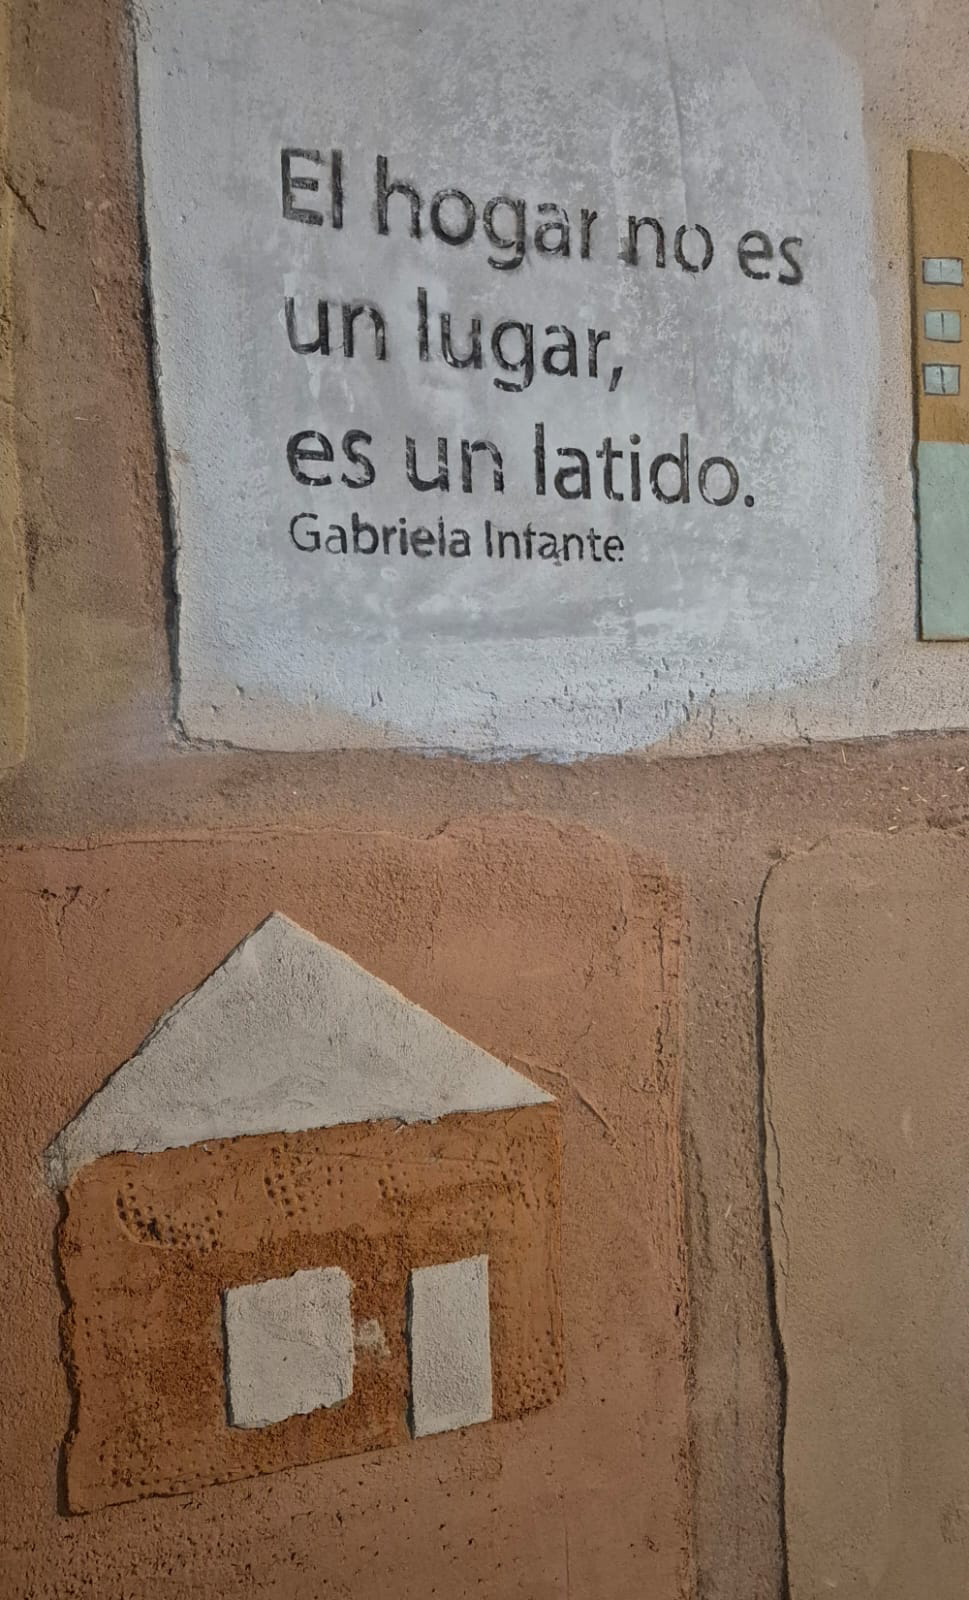 El hogar no es
un lugar,
es un latido.
Gabriela Infante